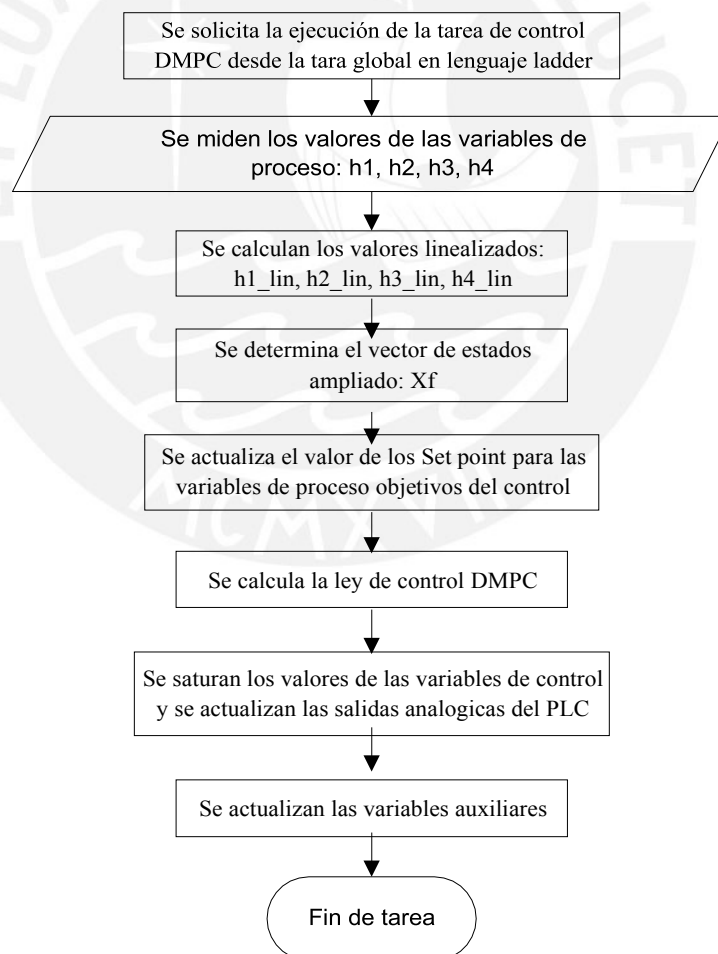 Se solicita la ejecución de la tarea de control
DMPC desde la tara global en lenguaje ladder
Se miden los valores de las variables de
proceso: h1, h2, h3, h4
Se calculan los valores linealizados:
h1_lin, h2_lin, h3_lin, h4_lin
Se determina el vector de estados
ampliado: Xf
Se actualiza el valor de los Set point para las
variables de proceso objetivos del control
Se calcula la ley de control DMPC
Se saturan los valores de las variables de control
y se actualizan las salidas analogicas del PLC
Se actualizan las variables auxiliares
Fin de tarea
MCMXVII